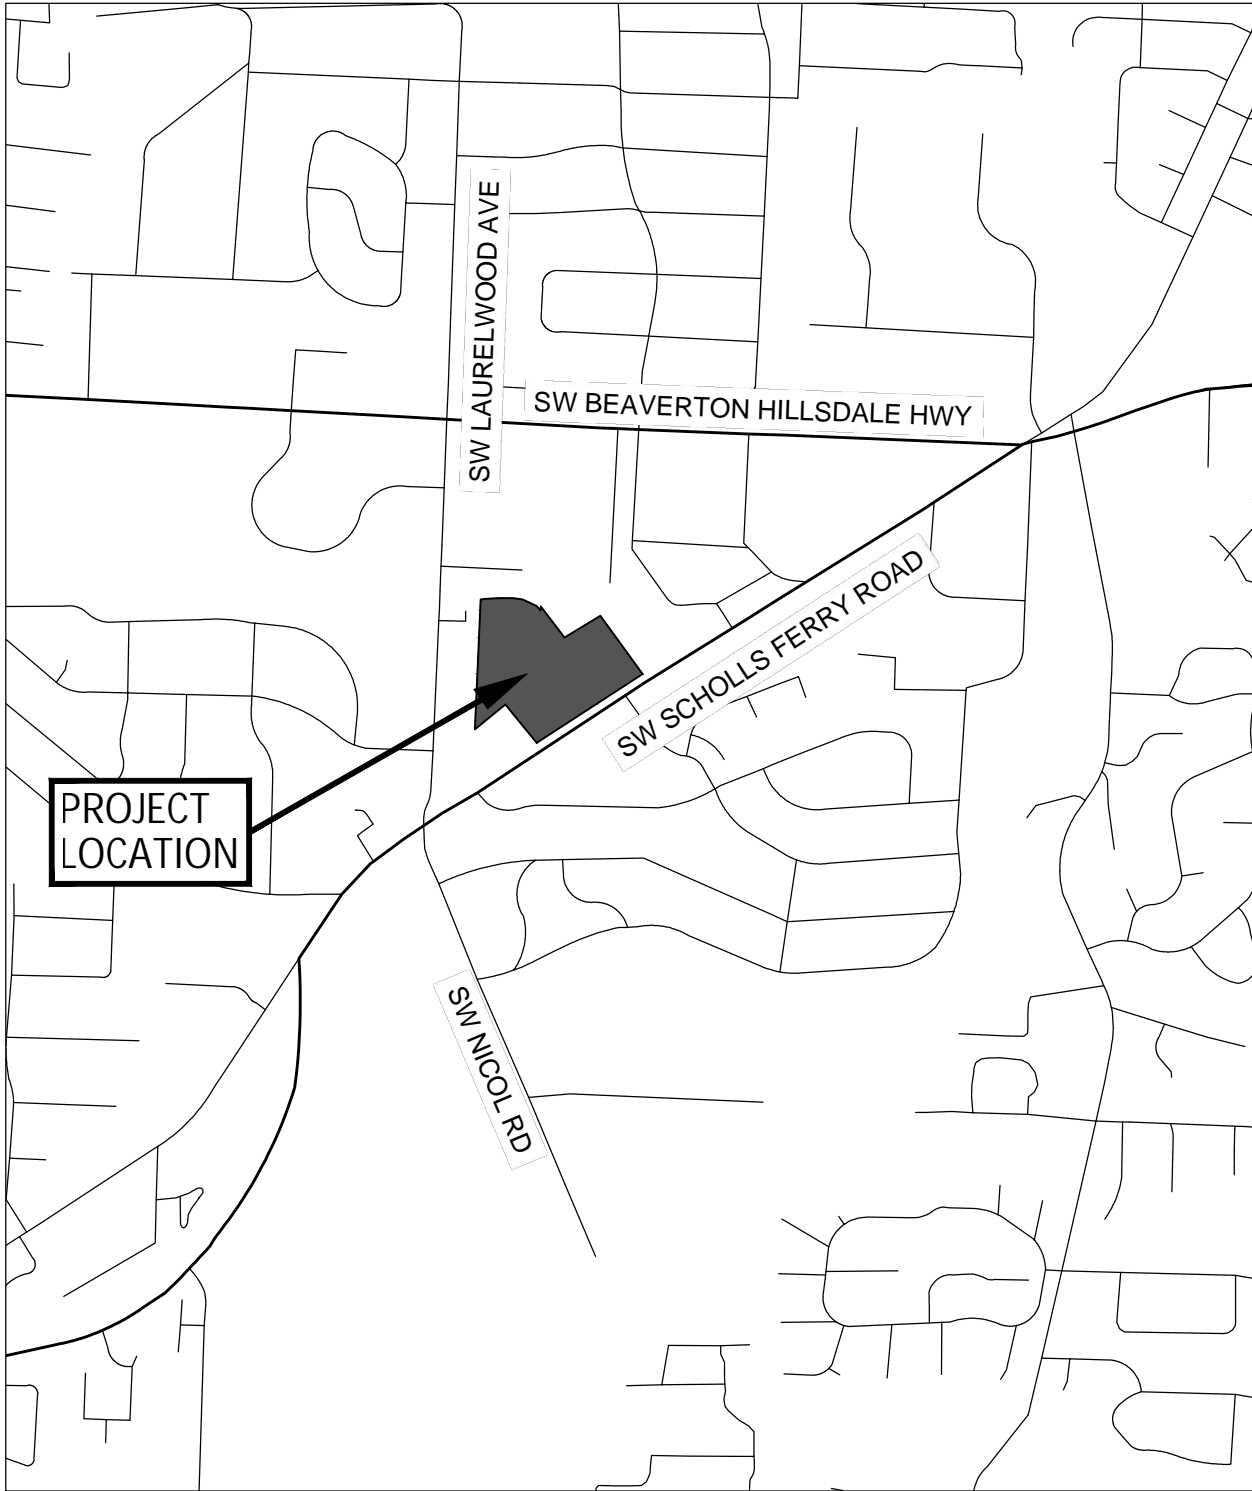 SW LAURELWOOD AVE
SW BEAVERTON HILLSDALE HWY
SW SCHOLLS FERRY ROAD
PROJECT
LOCATION
SW NICOL RD